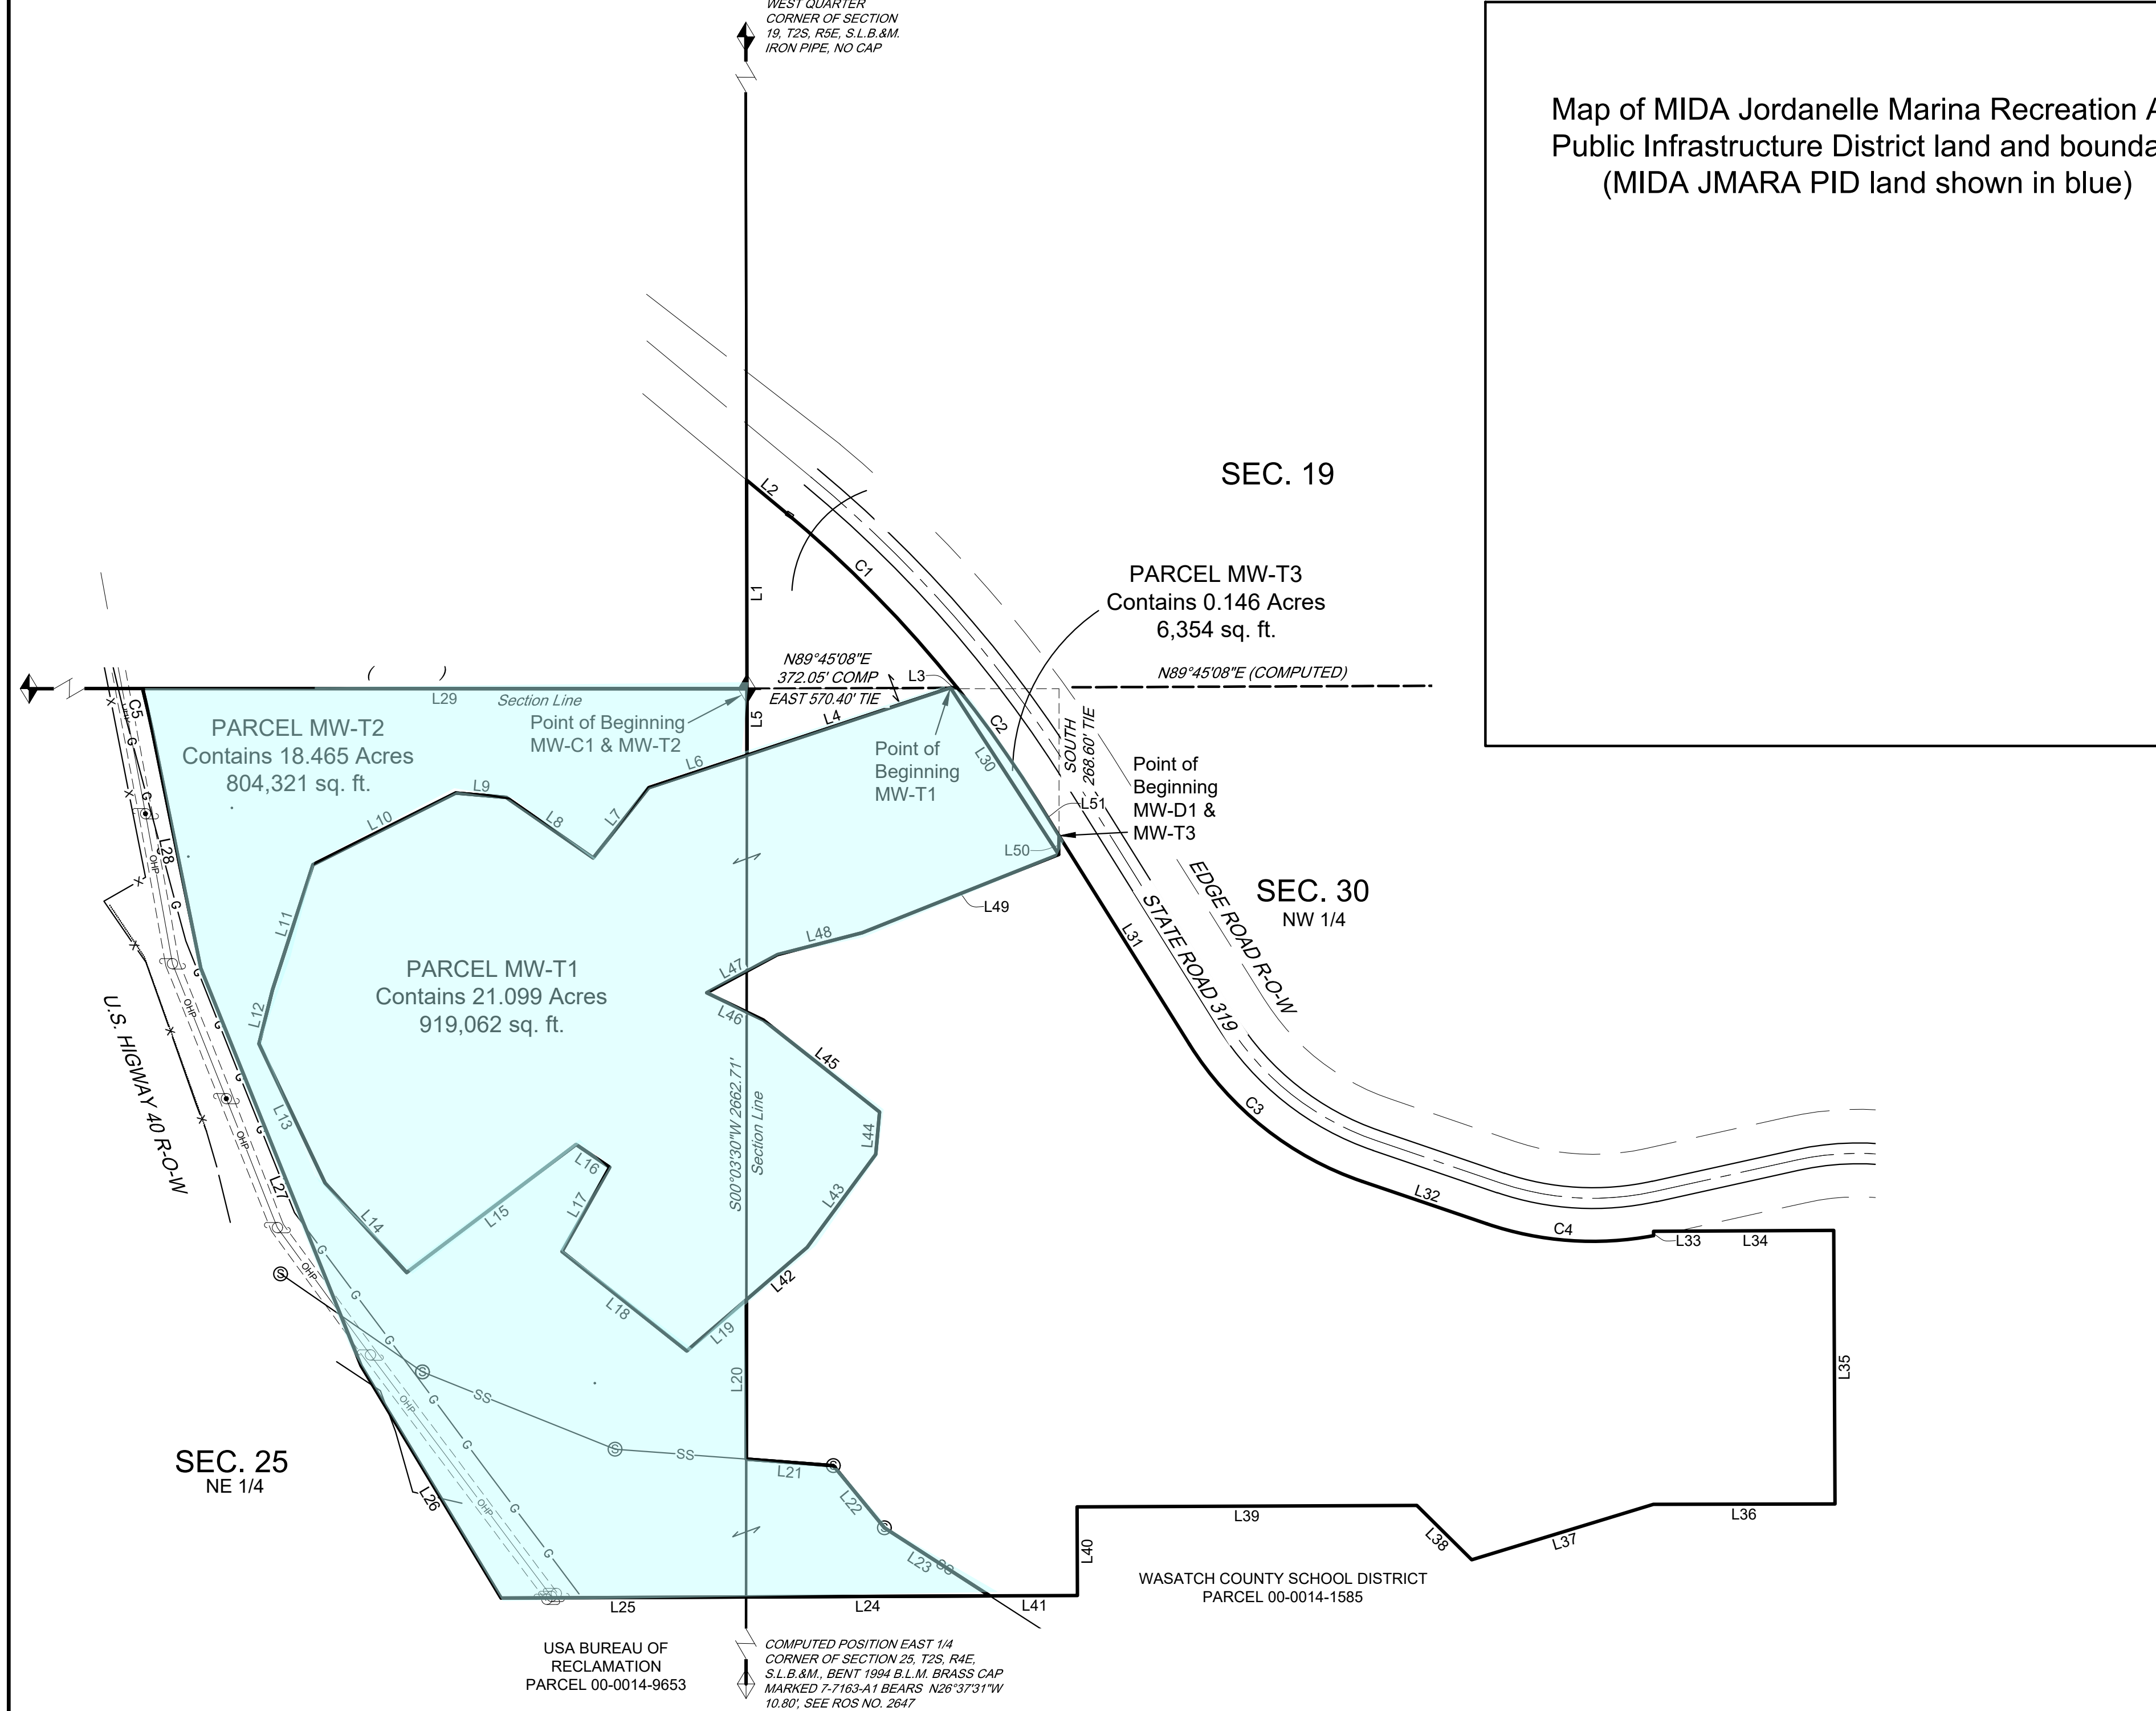 WEST QUARTER
CORNER OF SECTION
19, T2S, R5E, S.L.B.&M.
IRON PIPE, NO CAP
Map of MIDA Jordanelle Marina Recreation
Public Infrastructure District land and
(MIDA JMARA PID land shown in blue)
SEC. 19
L2
C1
L1
PARCEL MW-T3
Contains 0.146 Acres
6,354 sq. ft.
N89°45'08"E
372.05' COMP
EAST 570.40' TIE
L3
N89°45'08"E (COMPUTED)
( )
L29
Section Line
L5
L4
C5
PARCEL MW-T2
Contains 18.465 Acres
804,321 sq. ft.
Point of Beginning
MW-C1 & MW-T2
Point of
Beginning
MW-T1
C2
L30
SOUTH
268.60' TIE
Point of
Beginning
MW-D1 &
MW-T3
L51
L50
L6
L7
L8
L9
L10
L28
L11
L12
L49
L48
L47
L46
L31
STATE ROAD 319
EDGE ROAD R-O-W
SEC. 30
NW 1/4
PARCEL MW-T1
Contains 21.099 Acres
919,062 sq. ft.
U.S. HIGWAY 40 R-O-W
G
G
G
G
G
G
G
G
G
G
G
G
G
G
X
X
X
X
X
X
OHP
OHP
OHP
OHP
OHP
OHP
S00°03'30"W 2662.71'
Section Line
L45
L44
L43
L42
L13
L14
L15
L16
L17
L18
L19
L20
L27
C3
L32
C4
L33
L34
L35
S
S
SS
S
SS
S
S
SS
L21
L22
L23
SEC. 25
NE 1/4
L26
L25
L24
L41
L40
L39
L38
L37
L36
WASATCH COUNTY SCHOOL DISTRICT
PARCEL 00-0014-1585
USA BUREAU OF
RECLAMATION
PARCEL 00-0014-9653
COMPUTED POSITION EAST 1/4
CORNER OF SECTION 25, T2S, R4E,
S.L.B.&M., BENT 1994 B.L.M. BRASS CAP
MARKED 7-7163-A1 BEARS N26°37'31"W
10.80', SEE ROS NO. 2647